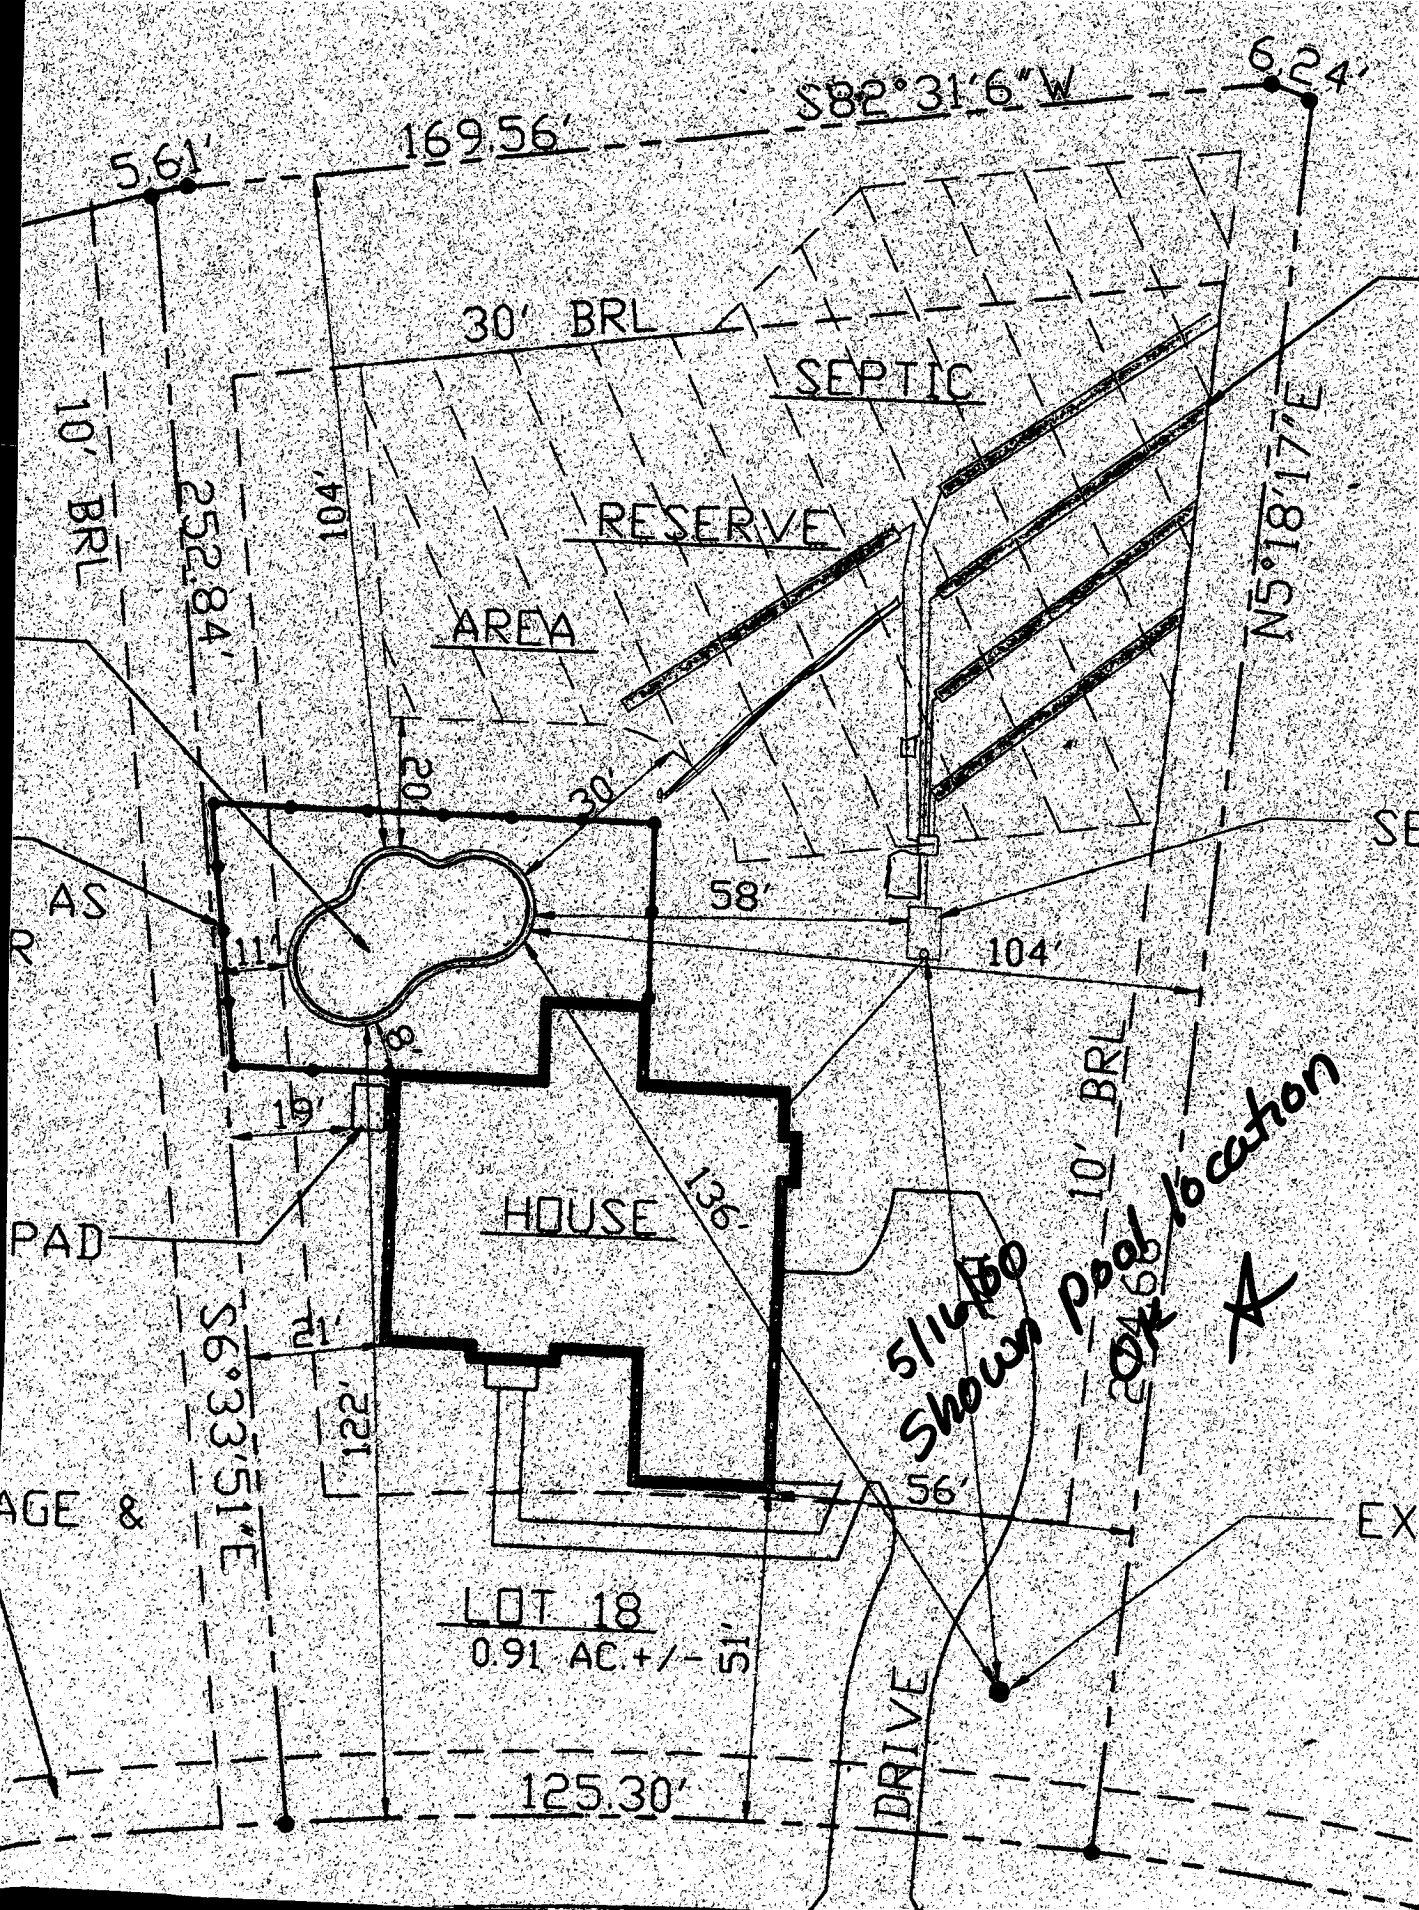 6.24'
S82°31'6"W
169.56'
5.61'
30' BRL
SEPTIC
10' BRL
252.84'
104'
N5°18'17"E
RESERVE
AREA
20'
30'
SE
58'
AS
R
11'
104'
8'
19'
10' BRL
136'
PAD
HOUSE
5/16/00
Shown pool location
OK
21'
S6°33'51"E
122'
56'
AGE &
EX
LOT 18
0.91 AC.+/-
51'
DRIVE
125.30'